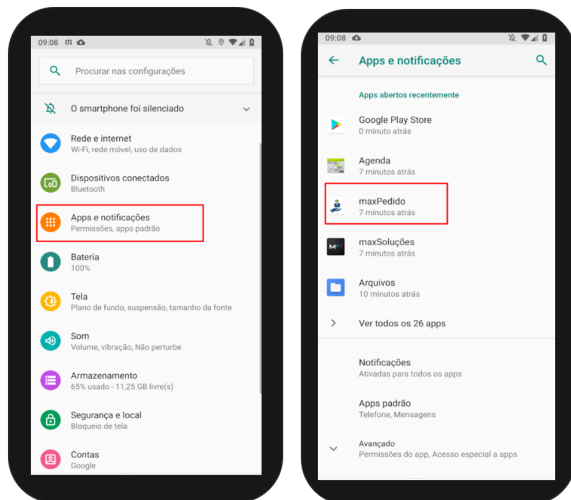 09:08
Procurar nas configurações
O smartphone foi silenciado
Rede e internet
Wi-Fi, rede móvel, uso de dados
Dispositivos conectados
Bluetooth
Apps e notificações
Permissões, apps padrão
Bateria
100%
Tela
Plano de fundo, suspensão, tamanho da fonte
Som
Volume, vibração, Não perturbe
Armazenamento
65% usado - 11,25 GB livre(s)
Segurança e local
Bloqueio de tela
Contas
Google
09:08
Apps e notificações
Apps abertos recentemente
Google Play Store
0 minuto atrás
Agenda
7 minutos atrás
maxPedido
7 minutos atrás
maxSoluções
7 minutos atrás
Arquivos
10 minutos atrás
Ver todos os 26 apps
Notificações
Ativadas para todos os apps
Apps padrão
Telefone, Mensagens
Avançado
Permissões do app, Acesso especial a apps